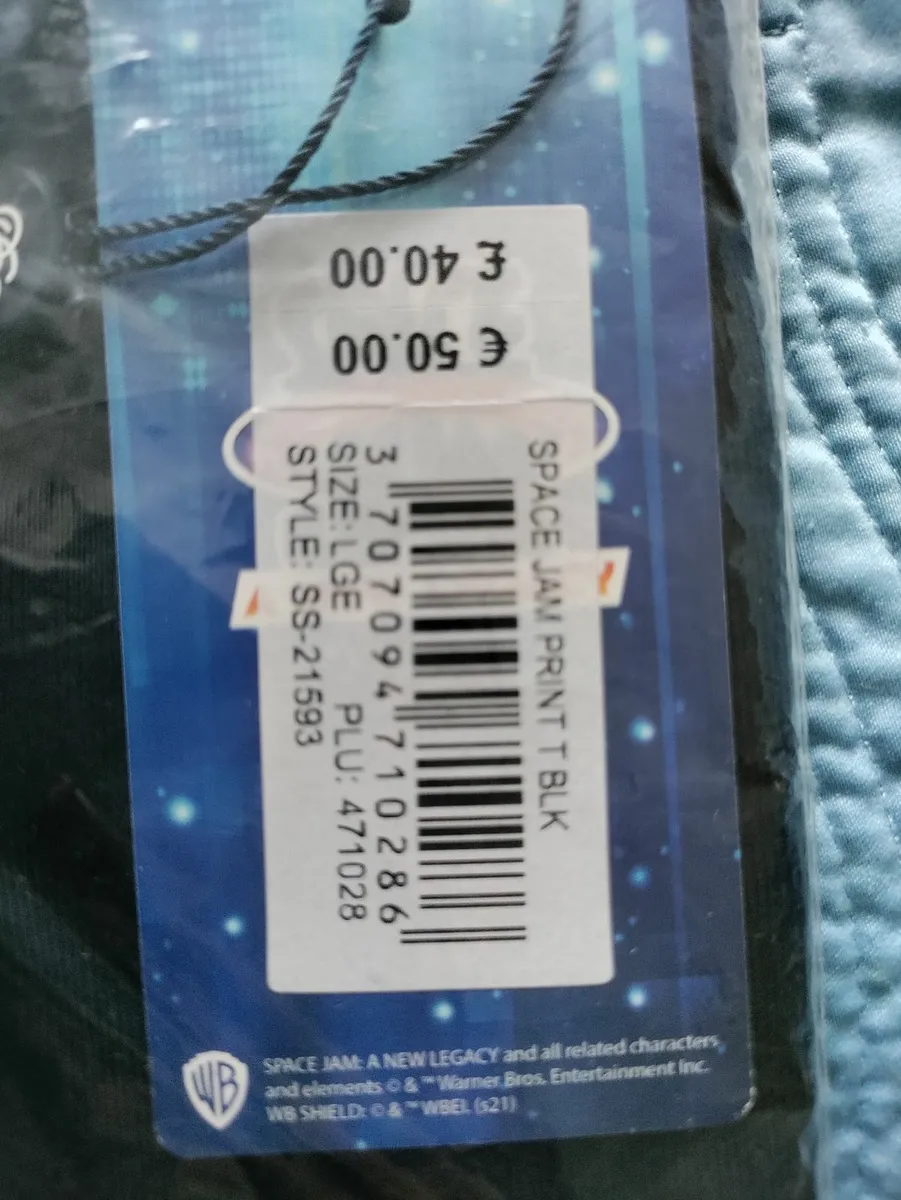 £ 40.00
€ 50.00
SPACE JAM PRINT T BLK
3 707094 710286
SIZE: LGE PLU: 471028
STYLE: SS-21593
WB
SPACE JAM: A NEW LEGACY and all related characters
and elements © & ™ Warner Bros. Entertainment Inc.
WB SHIELD: © & ™ WBEI. (s21)